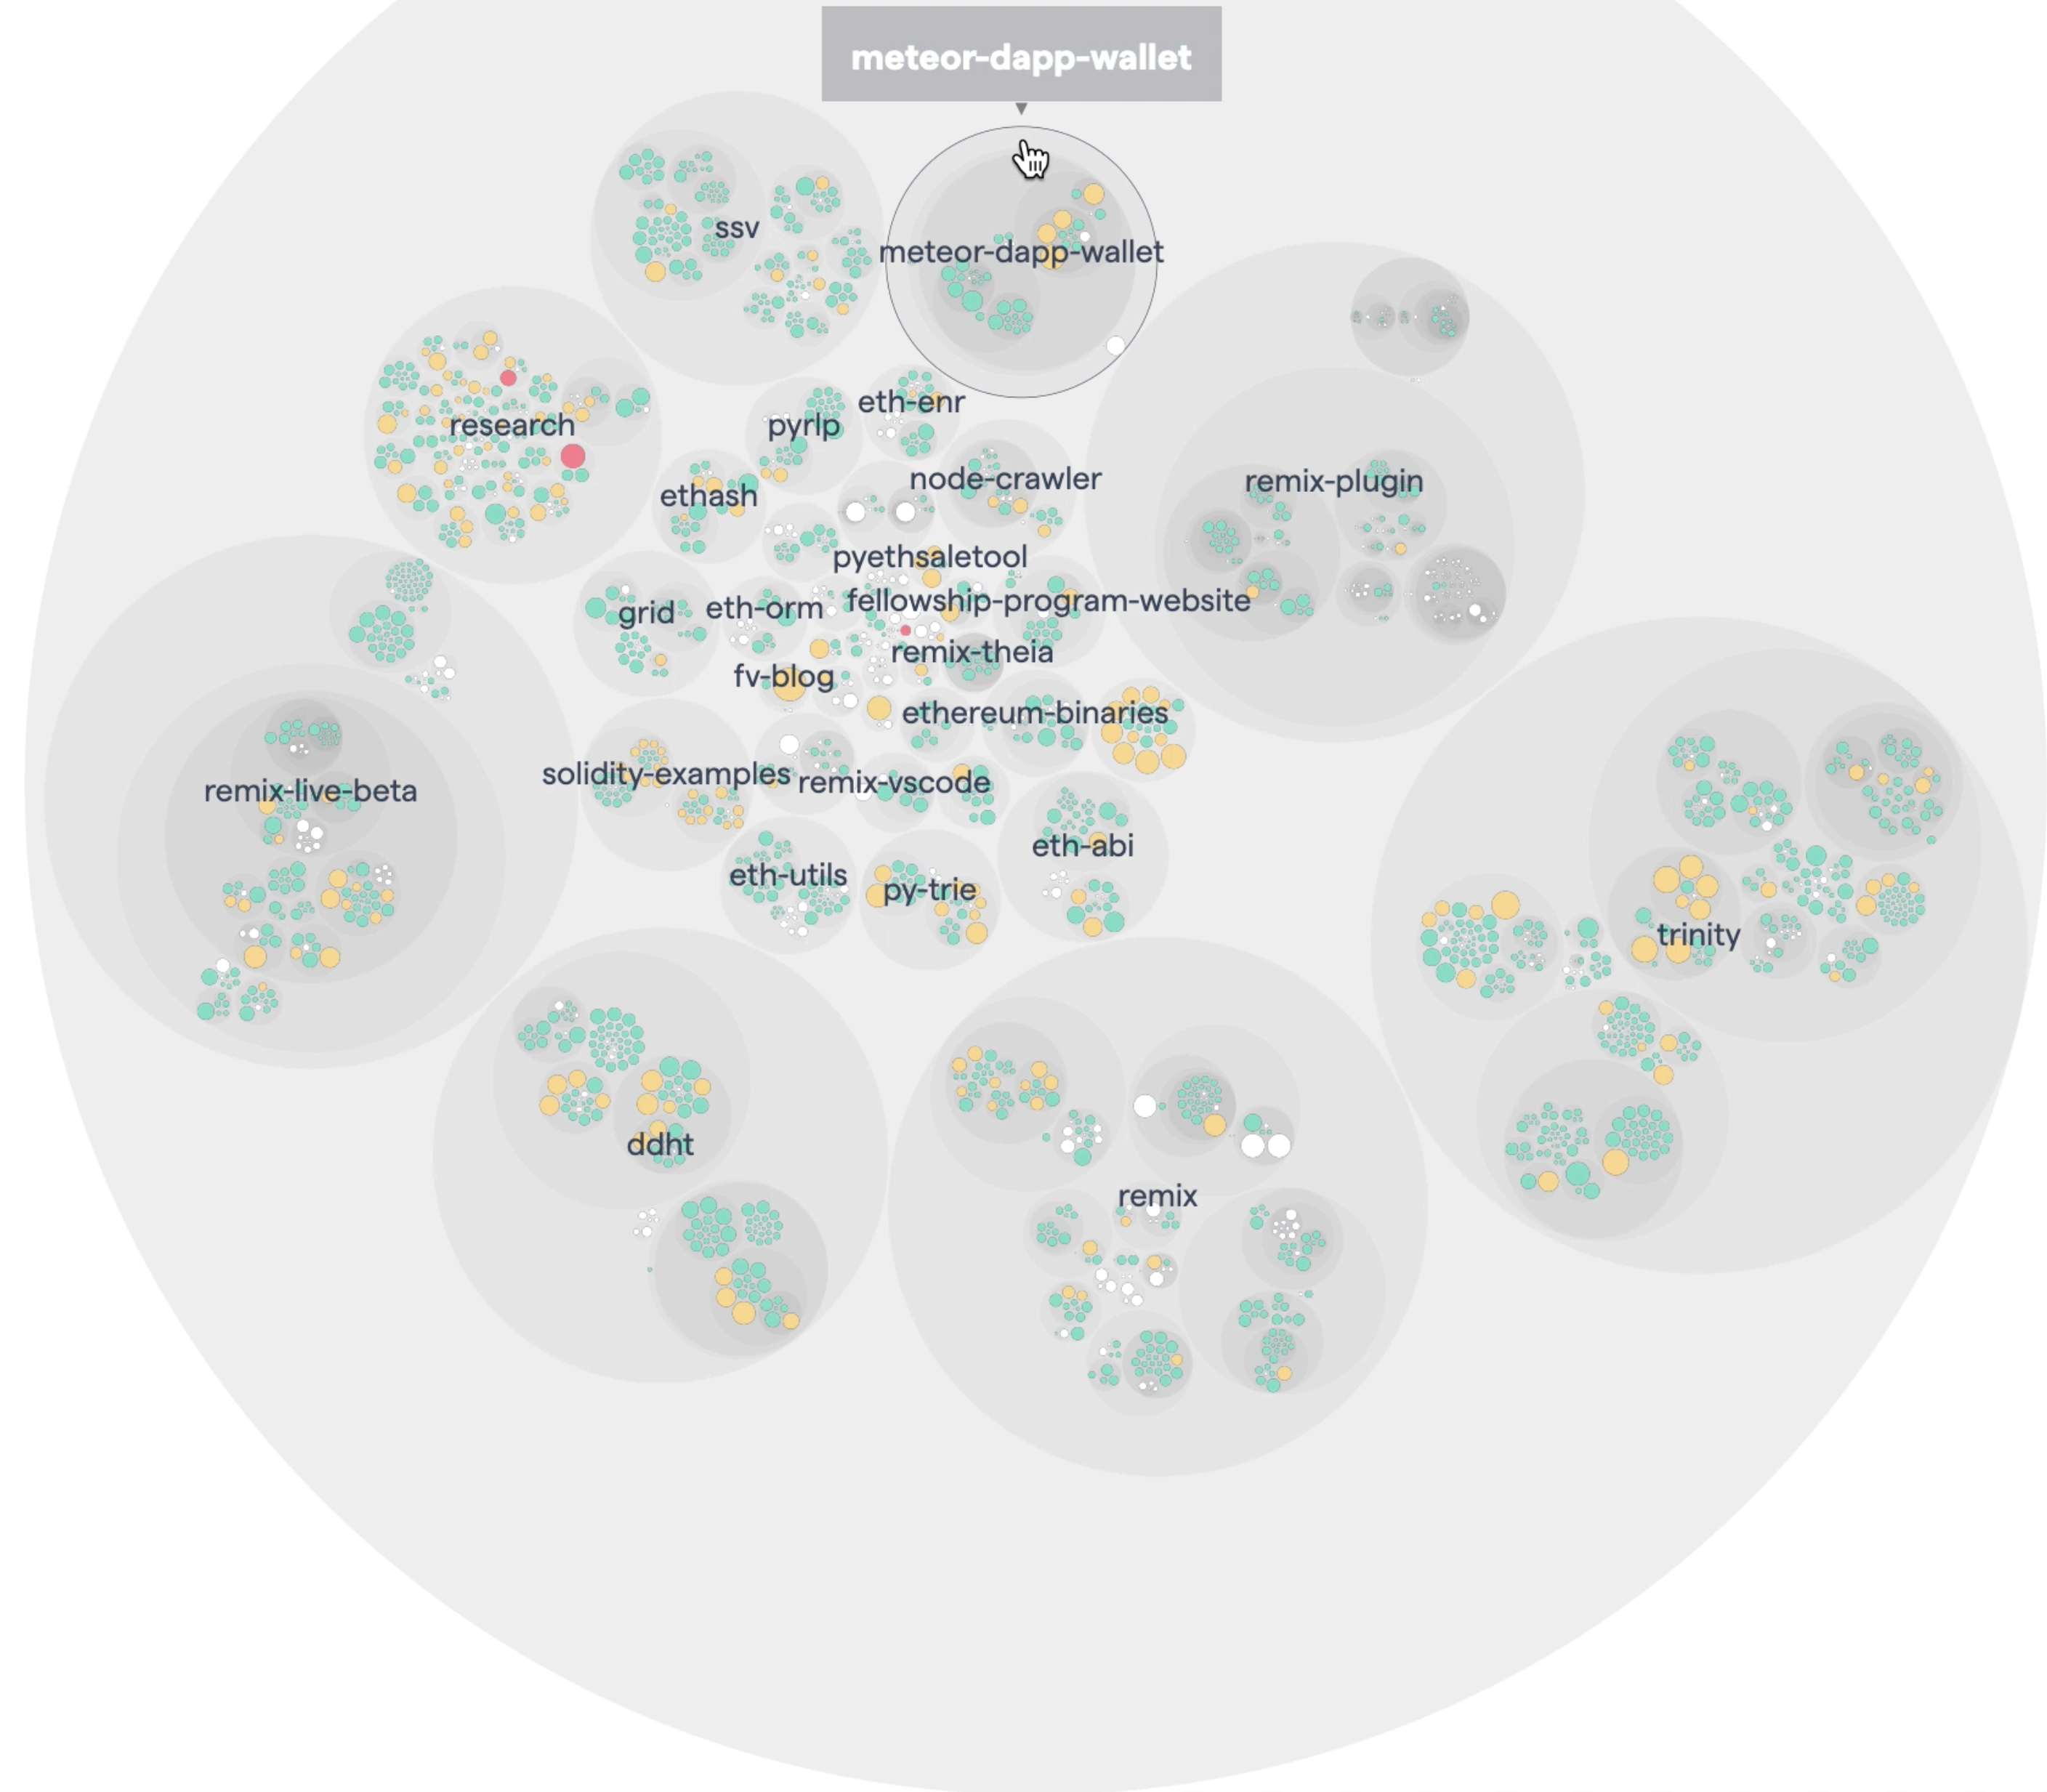 meteor-dapp-wallet
ssv
meteor-dapp-wallet
eth-enr
research
pyrlp
node-crawler
remix-plugin
ethash
pyethsaletool
grid
eth-orm
fellowship-program-website
remix-theia
fv-blog
ethereum-binaries
solidity-examples
remix-vscode
remix-live-beta
eth-abi
eth-utils
py-trie
trinity
ddht
remix